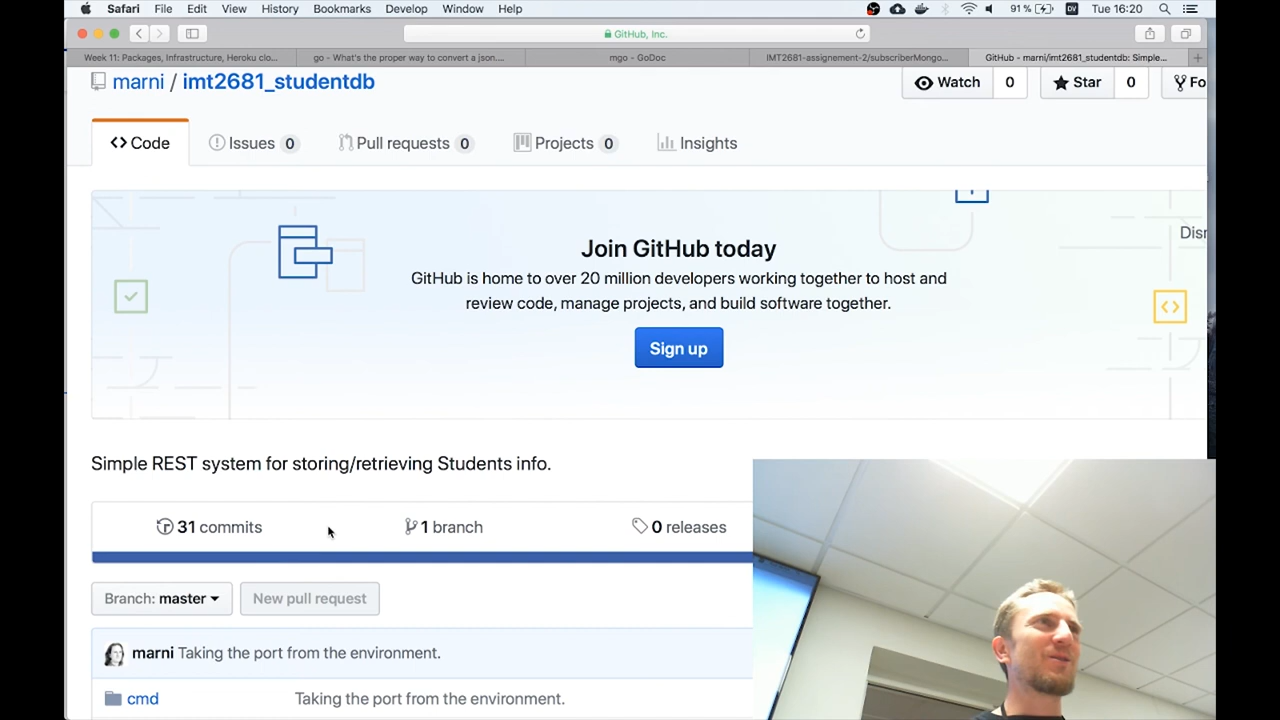 Safari File Edit View History Bookmarks Develop Window Help 91% DV Tue 16:20
GitHub, Inc.
Week 11: Packages, Infrastructure, Heroku clo... go - What's the proper way to convert a json.... mgo - GoDoc IMT2681-assignement-2/subscriberMongo... GitHub - marni/imt2681_studentdb: Simple...
marni / imt2681_studentdb Watch 0 Star 0 Fo
Code Issues 0 Pull requests 0 Projects 0 Insights
Disr
Join GitHub today
GitHub is home to over 20 million developers working together to host and
review code, manage projects, and build software together.
Sign up
Simple REST system for storing/retrieving Students info.
31 commits 1 branch 0 releases
Branch: master New pull request
marni Taking the port from the environment.
cmd Taking the port from the environment.